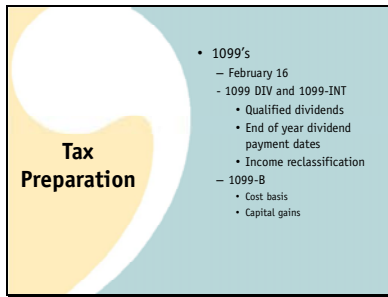 Tax
Preparation
• 1099's
– February 16
- 1099 DIV and 1099-INT
• Qualified dividends
• End of year dividend
payment dates
• Income reclassification
– 1099-B
• Cost basis
• Capital gains